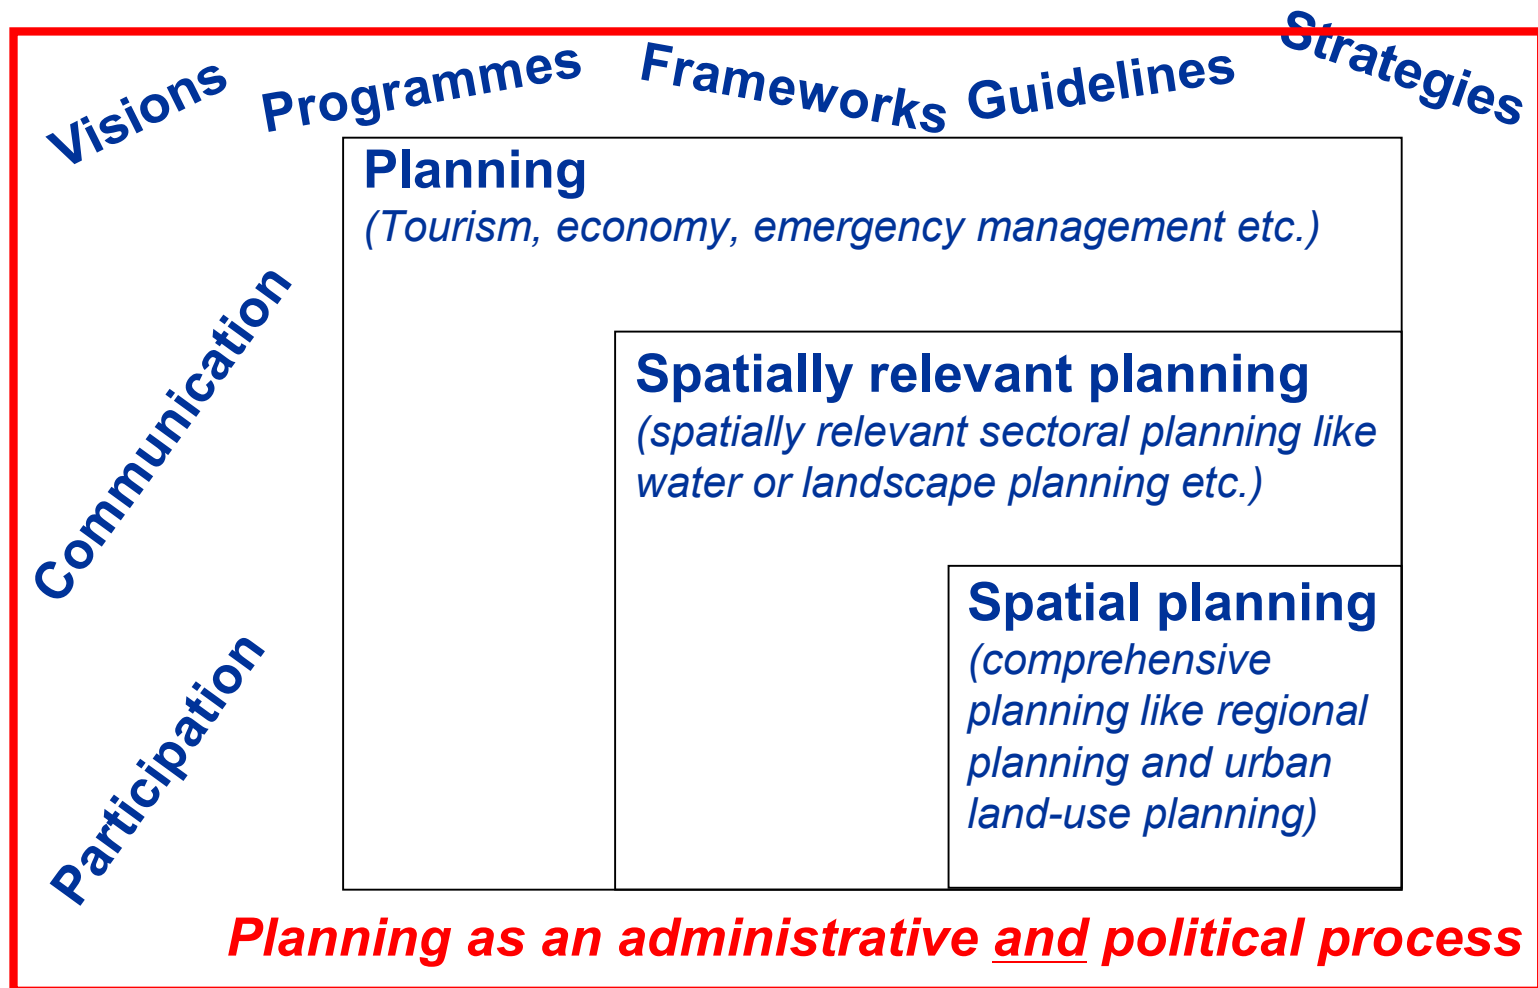 Visions
Programmes
Frameworks
Guidelines
Strategies
Planning
(Tourism, economy, emergency management etc.)
Communication
Spatially relevant planning
(spatially relevant sectoral planning like
water or landscape planning etc.)
Participation
Spatial planning
(comprehensive
planning like regional
planning and urban
land-use planning)
Planning as an administrative and political process